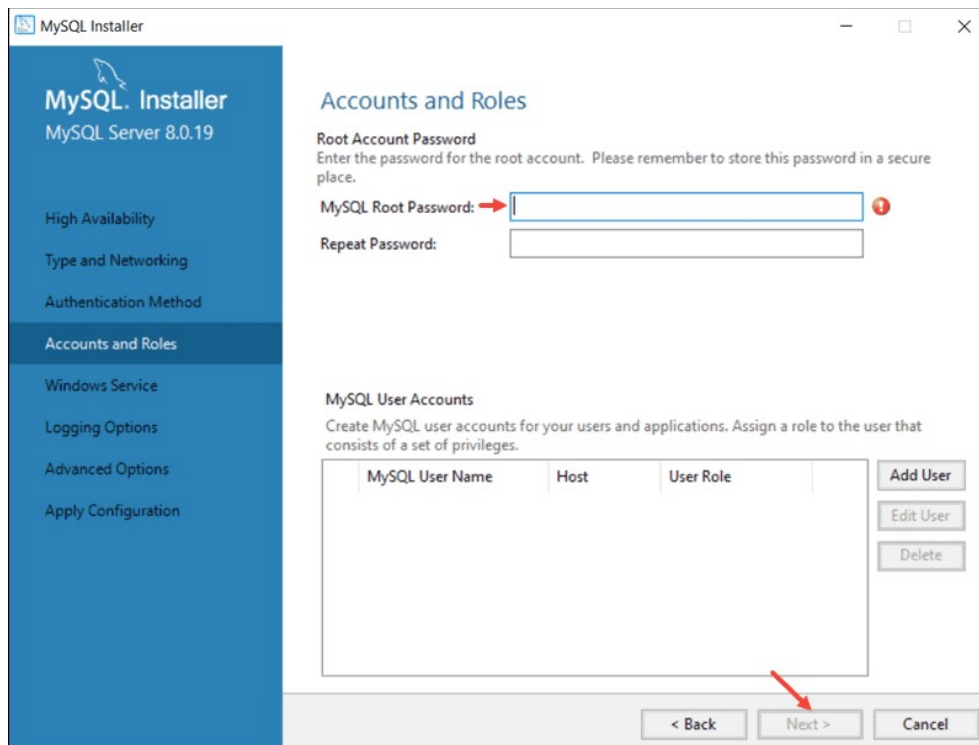 MySQL Installer
MySQL. Installer
MySQL Server 8.0.19
High Availability
Type and Networking
Authentication Method
Accounts and Roles
Windows Service
Logging Options
Advanced Options
Apply Configuration
Accounts and Roles
Root Account Password
Enter the password for the root account.  Please remember to store this password in a secure
place.
MySQL Root Password:
Repeat Password:
MySQL User Accounts
Create MySQL user accounts for your users and applications. Assign a role to the user that
consists of a set of privileges.
MySQL User Name Host User Role
Add User
Edit User
Delete
< Back Next > Cancel